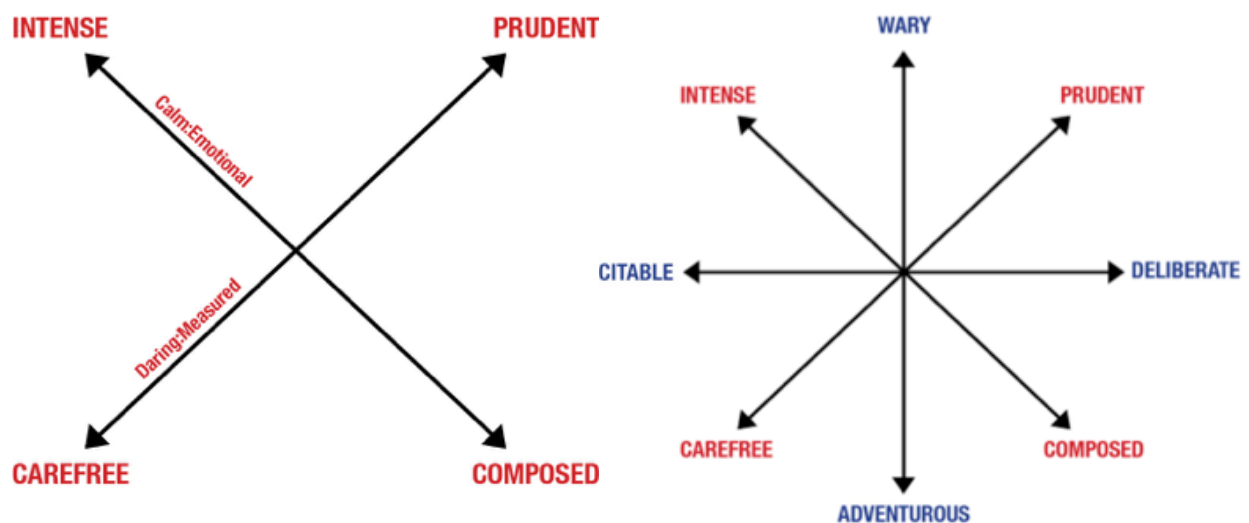 INTENSE
PRUDENT
Calm:Emotional
Daring:Measured
CAREFREE
COMPOSED
WARY
INTENSE
PRUDENT
CITABLE
DELIBERATE
CAREFREE
COMPOSED
ADVENTUROUS